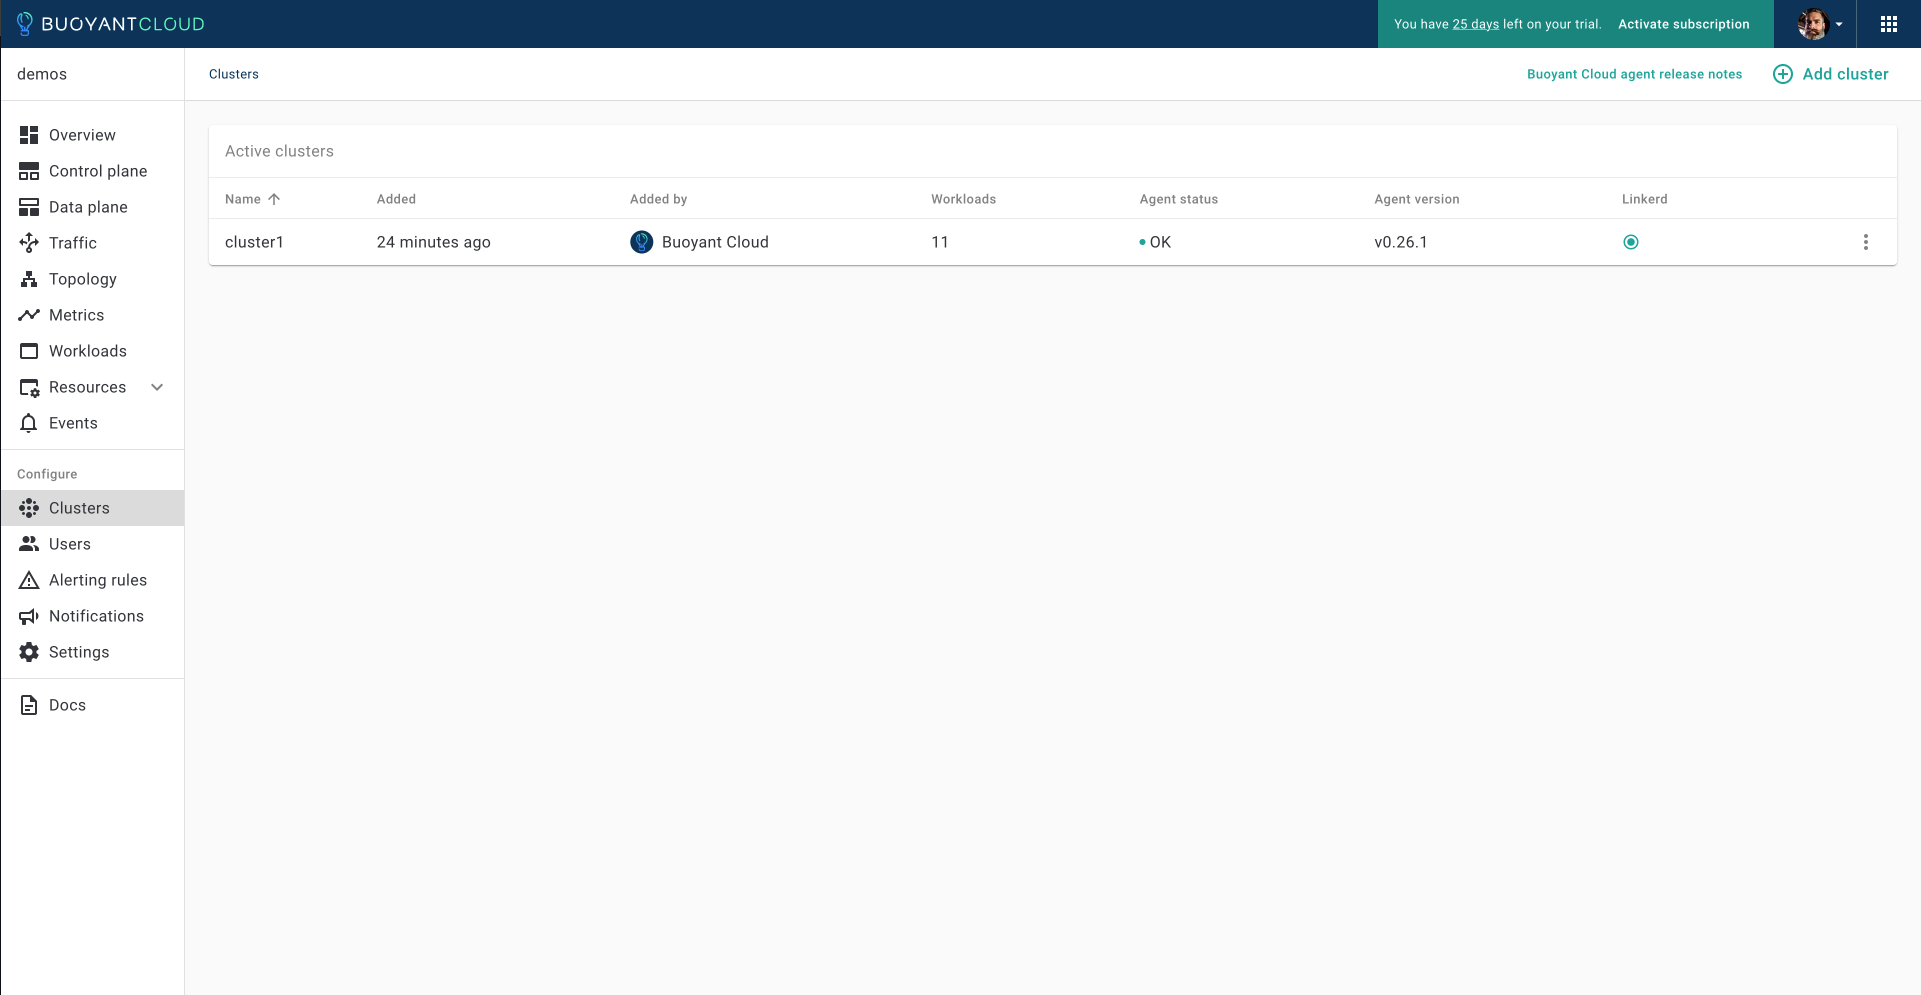 BUOYANTCLOUD
You have 25 days left on your trial. Activate subscription
demos
Clusters
Buoyant Cloud agent release notes
Add cluster
Overview
Control plane
Data plane
Traffic
Topology
Metrics
Workloads
Resources
Events
Configure
Clusters
Users
Alerting rules
Notifications
Settings
Docs
Active clusters
Name Added Added by Workloads Agent status Agent version Linkerd
cluster1 24 minutes ago Buoyant Cloud 11 OK v0.26.1